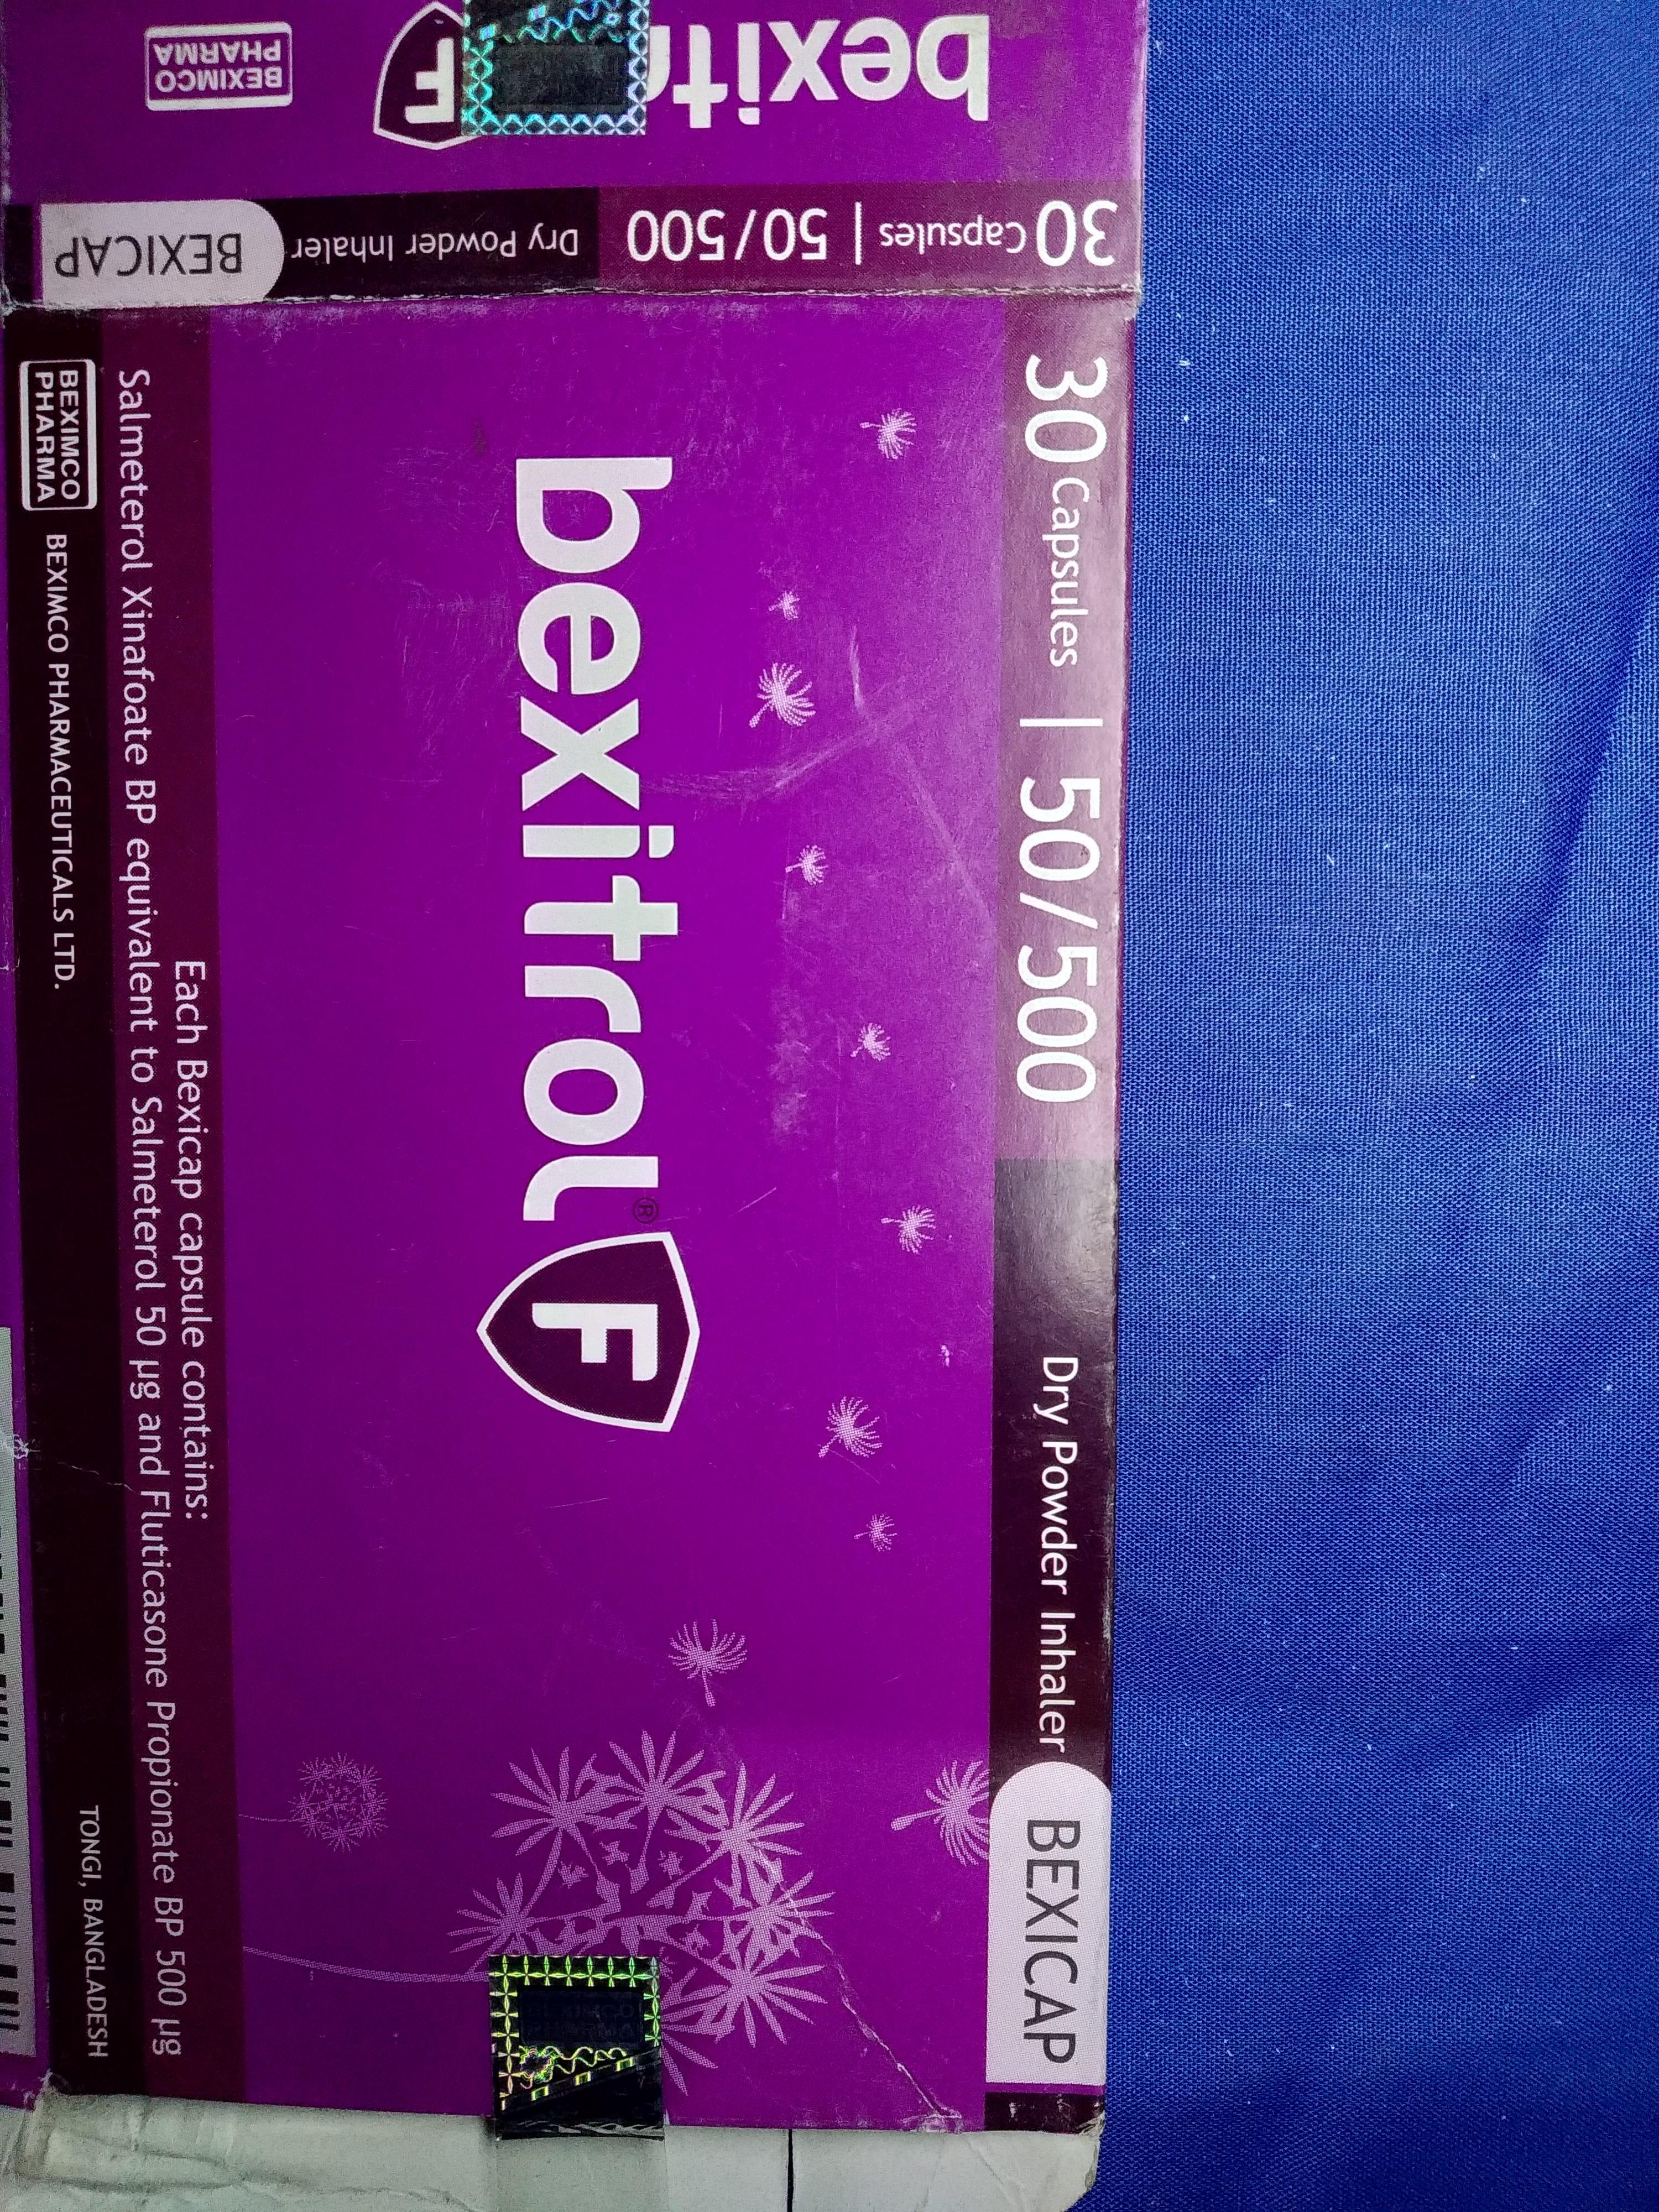 30 Capsules | 50/500
Dry Powder Inhaler BEXICAP
bexitrol® F
Each Bexicap capsule contains:
Salmeterol Xinafoate BP equivalent to Salmeterol 50 µg and Fluticasone Propionate BP 500 µg
BEXIMCO
PHARMA
BEXIMCO PHARMACEUTICALS LTD.
TONGI, BANGLADESH
30 Capsules | 50/500 Dry Powder Inhaler BEXICAP
F
BEXIMCO
PHARMA